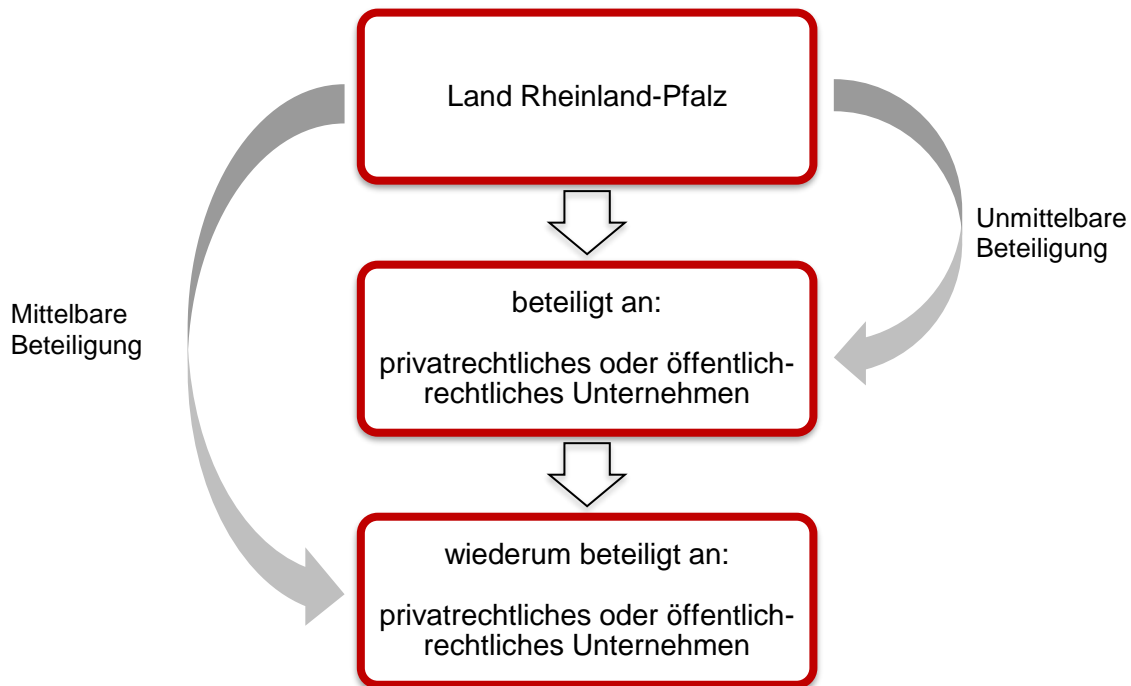 Land Rheinland-Pfalz
Unmittelbare
Beteiligung
beteiligt an:
privatrechtliches oder öffentlich-
rechtliches Unternehmen
Mittelbare
Beteiligung
wiederum beteiligt an:
privatrechtliches oder öffentlich-
rechtliches Unternehmen